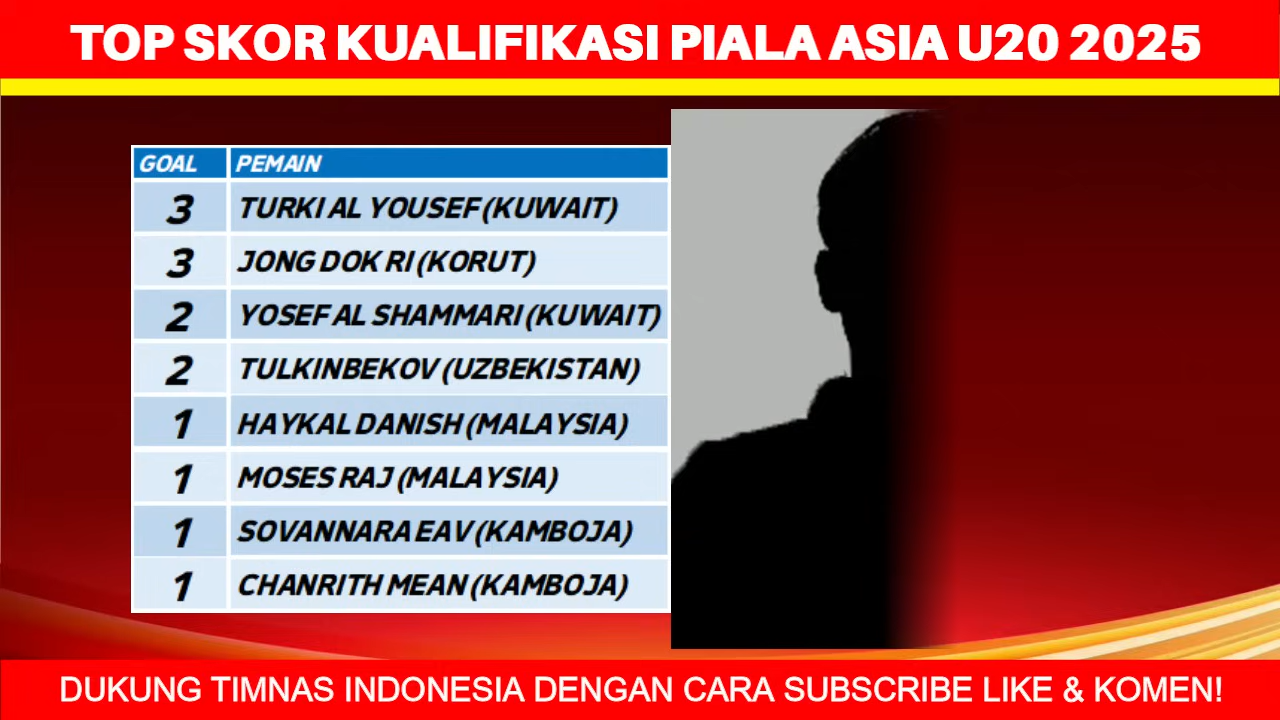 TOP SKOR KUALIFIKASI PIALA ASIA U20 2025
GOAL PEMAIN
3 TURKI AL YOUSEF (KUWAIT)
3 JONG DOK RI (KORUT)
2 YOSEF AL SHAMMARI (KUWAIT)
2 TULKINBEKOV (UZBEKISTAN)
1 HAYKAL DANISH (MALAYSIA)
1 MOSES RAJ (MALAYSIA)
1 SOVANNARA EAV (KAMBOJA)
1 CHANRITH MEAN (KAMBOJA)
DUKUNG TIMNAS INDONESIA DENGAN CARA SUBSCRIBE LIKE & KOMEN!